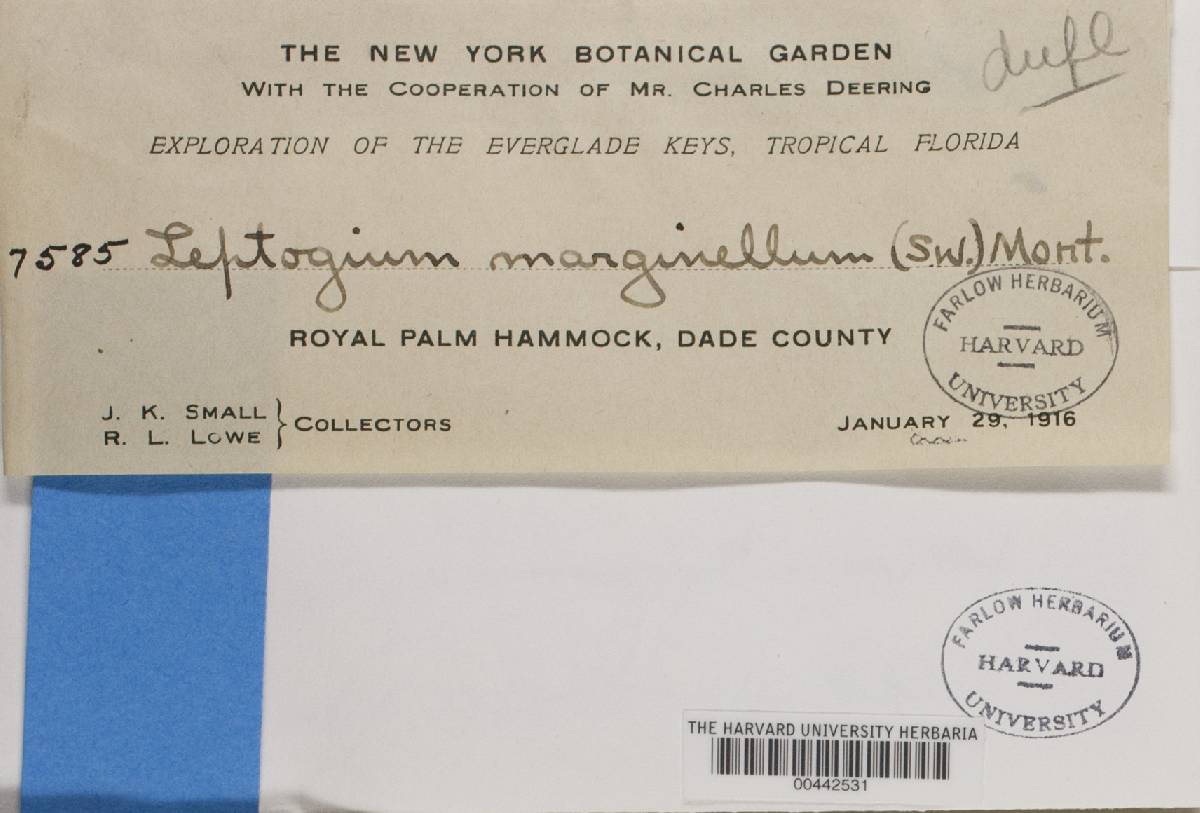 THE NEW YORK BOTANICAL GARDEN
WITH THE COOPERATION OF MR. CHARLES DEERING
dupl
EXPLORATION OF THE EVERGLADE KEYS, TROPICAL FLORIDA
7585 Leptogium marginellum (Sw.) Mont.
ROYAL PALM HAMMOCK, DADE COUNTY
FARLOW HERBARIUM
HARVARD
UNIVERSITY
J. K. SMALL
R. L. LOWE } COLLECTORS
JANUARY 29, 1916
FARLOW HERBARIUM
HARVARD
UNIVERSITY
THE HARVARD UNIVERSITY HERBARIA
00442531